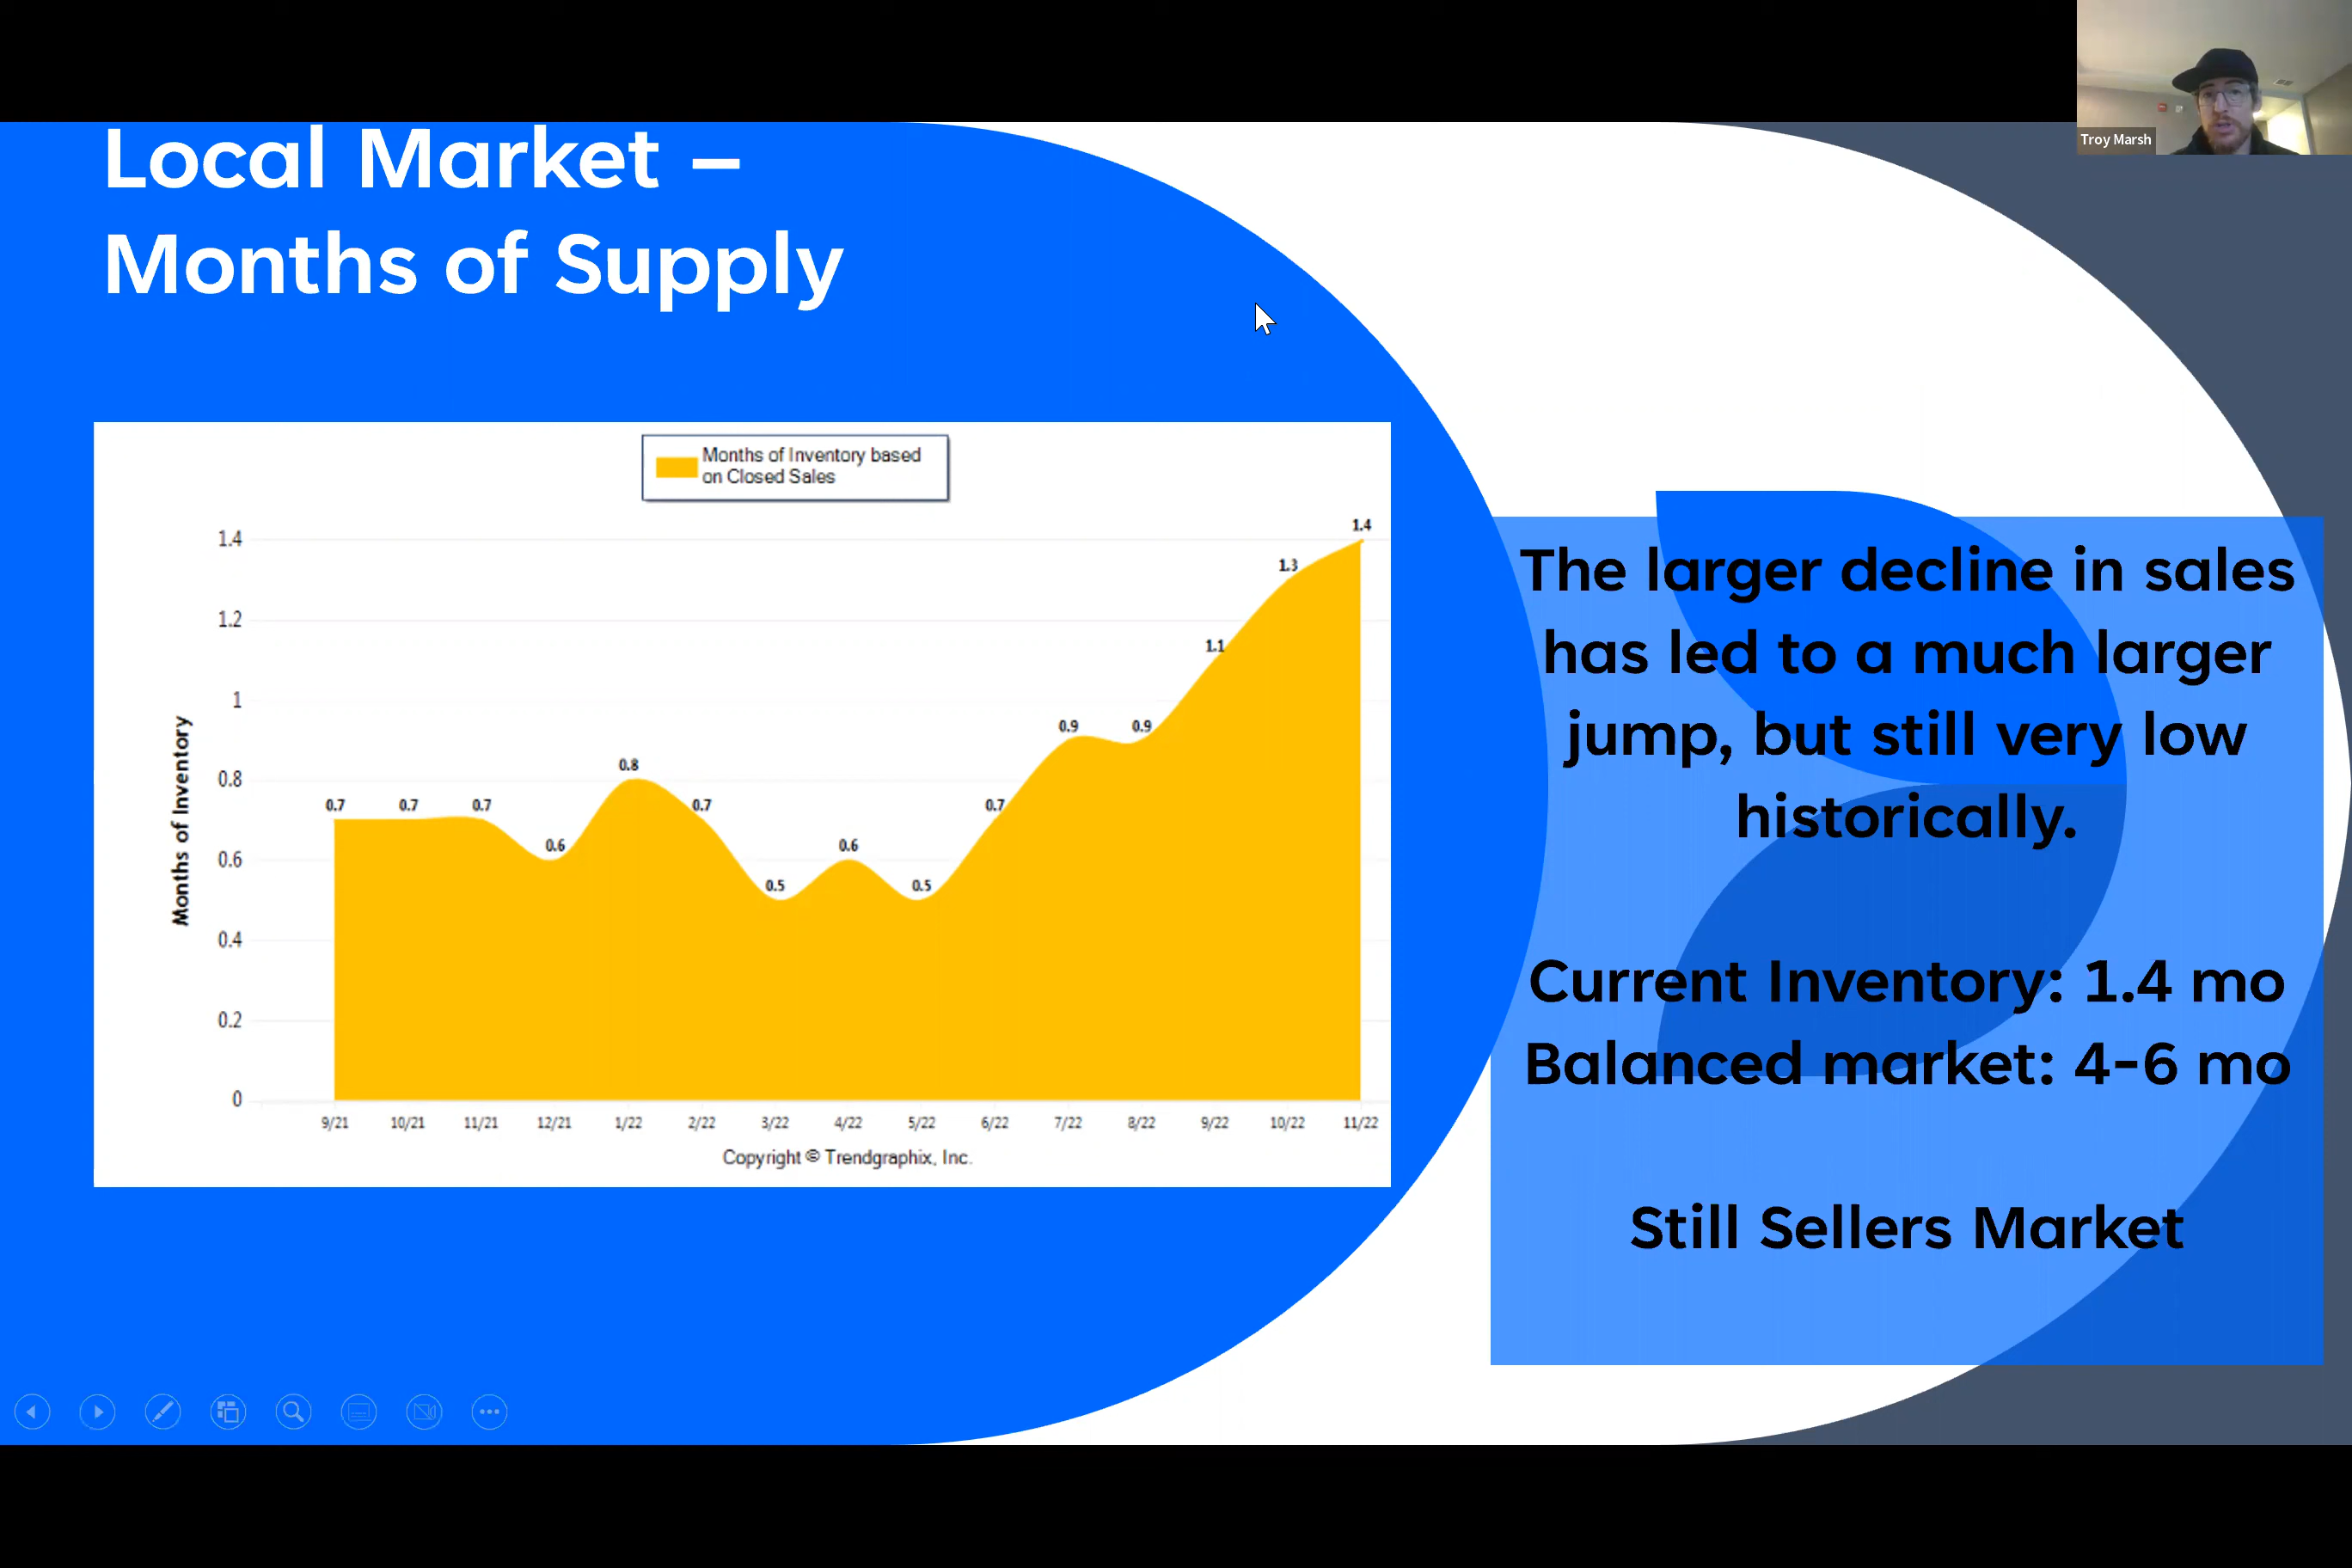 Troy Marsh
Local Market –
Months of Supply
Months of Inventory based
on Closed Sales
Months of Inventory
1.4
1.2
1
0.8
0.6
0.4
0.2
0
0.7
0.7
0.7
0.6
0.8
0.7
0.5
0.6
0.5
0.7
0.9
0.9
1.1
1.3
1.4
9/21 10/21 11/21 12/21 1/22 2/22 3/22 4/22 5/22 6/22 7/22 8/22 9/22 10/22 11/22
Copyright © Trendgraphix, Inc.
The larger decline in sales
has led to a much larger
jump, but still very low
historically.
Current Inventory: 1.4 mo
Balanced market: 4-6 mo
Still Sellers Market